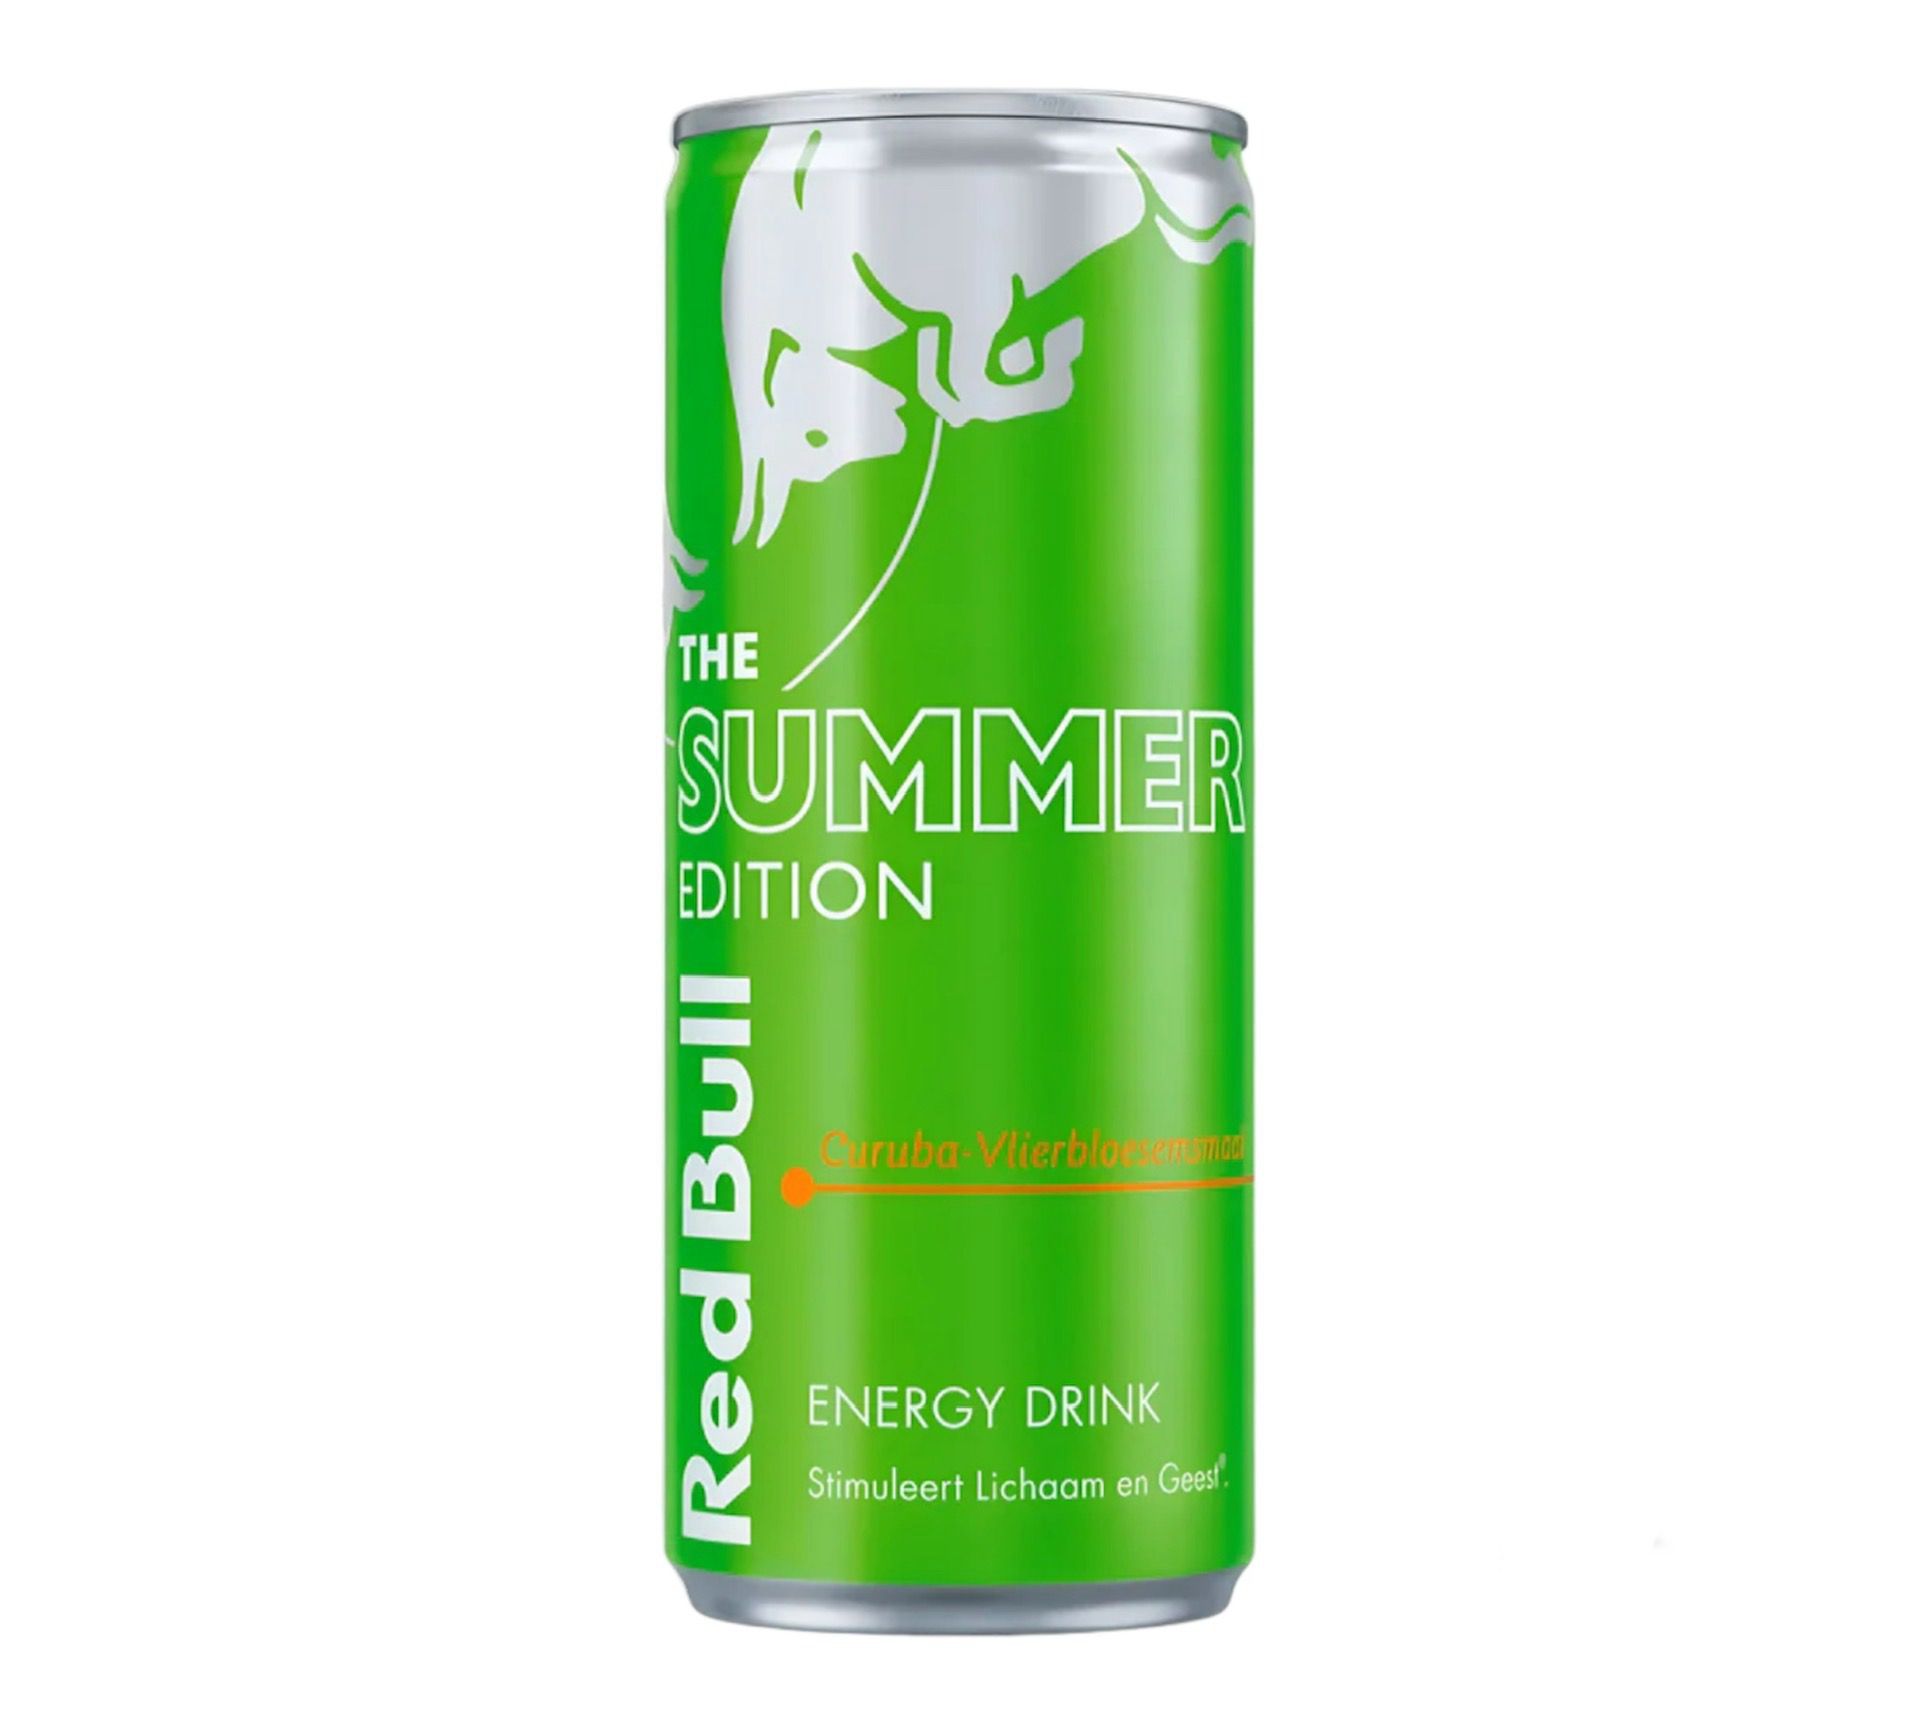 THE
SUMMER
EDITION
Red Bull
Curuba-Vlierbloesemsmaak
ENERGY DRINK
Stimuleert Lichaam en Geest®.